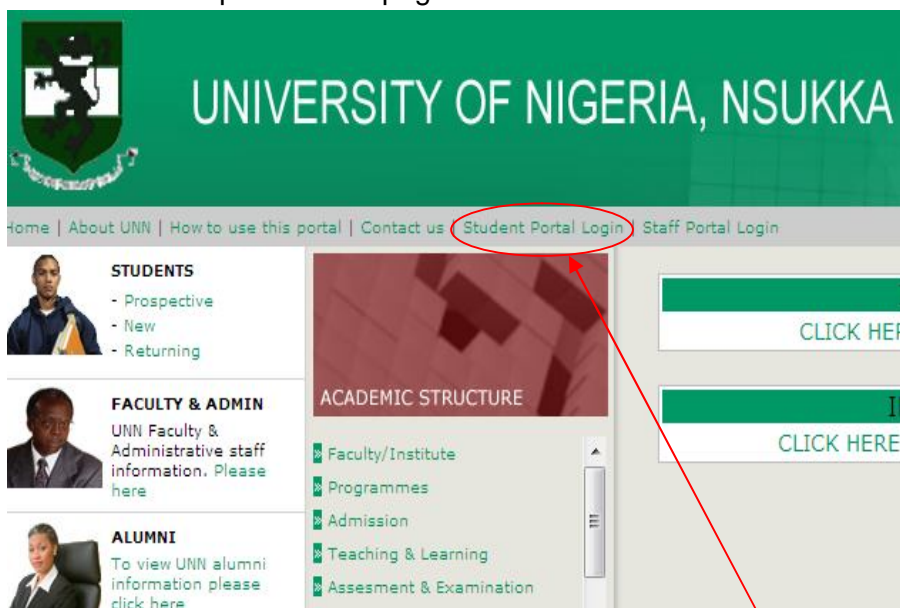 UNIVERSITY OF NIGERIA, NSUKKA
Home | About UNN | How to use this portal | Contact us | Student Portal Login | Staff Portal Login
STUDENTS
- Prospective
- New
- Returning
FACULTY & ADMIN
UNN Faculty &
Administrative staff
information. Please
here
ALUMNI
To view UNN alumni
information please
click here
ACADEMIC STRUCTURE
Faculty/Institute
Programmes
Admission
Teaching & Learning
Assesment & Examination
CLICK HER
CLICK HERE